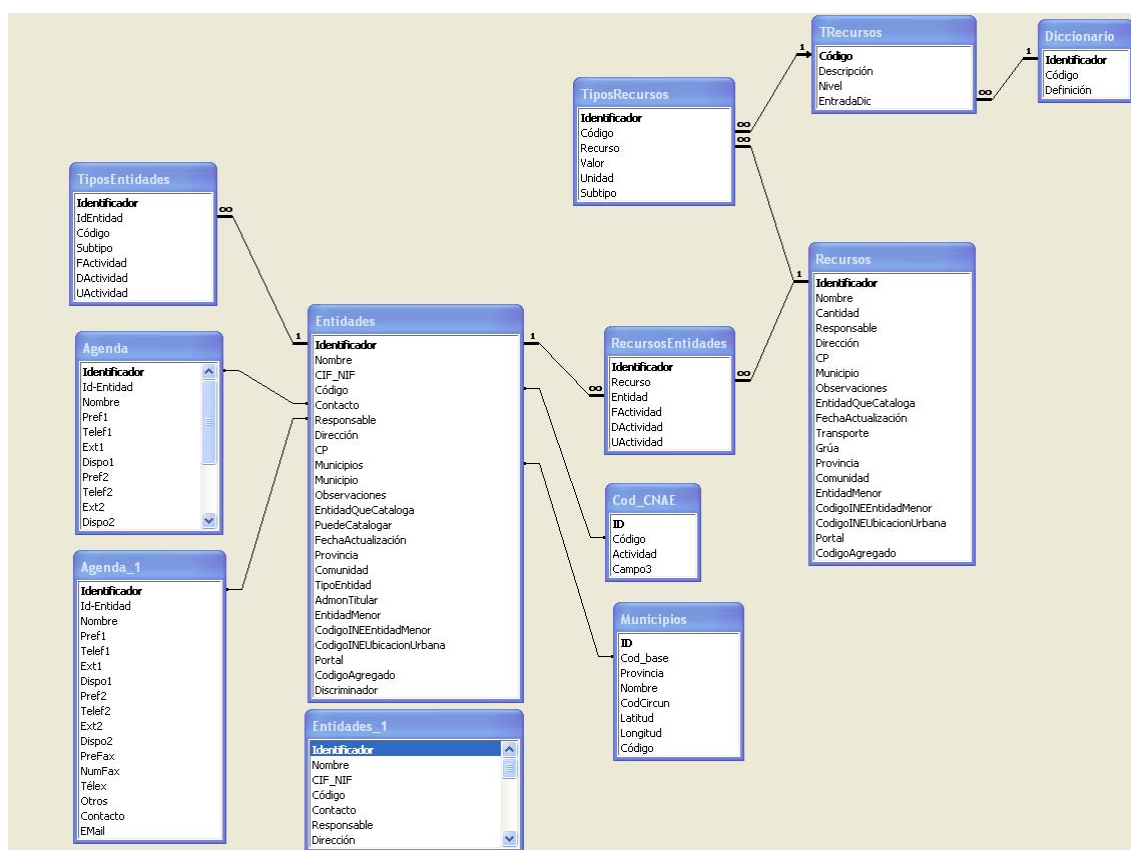 TRecursos
Código
Descripción
Nivel
EntradaDic
Diccionario
Identificador
Código
Definición
TiposRecursos
Identificador
Código
Recurso
Valor
Unidad
Subtipo
TiposEntidades
Identificador
IdEntidad
Código
Subtipo
FActividad
DActividad
UActividad
Recursos
Identificador
Nombre
Cantidad
Responsable
Dirección
CP
Municipio
Observaciones
EntidadQueCataloga
FechaActualización
Transporte
Grúa
Provincia
Comunidad
EntidadMenor
CodigoINEEntidadMenor
CodigoINEUbicacionUrbana
Portal
CodigoAgregado
Entidades
Identificador
Nombre
CIF_NIF
Código
Contacto
Responsable
Dirección
CP
Municipios
Municipio
Observaciones
EntidadQueCataloga
PuedeCatalogar
FechaActualización
Provincia
Comunidad
TipoEntidad
AdmonTitular
EntidadMenor
CodigoINEEntidadMenor
CodigoINEUbicacionUrbana
Portal
CodigoAgregado
Discriminador
RecursosEntidades
Identificador
Recurso
Entidad
FActividad
DActividad
UActividad
Agenda
Identificador
Id-Entidad
Nombre
Pref1
Telef1
Ext1
Dispo1
Pref2
Telef2
Ext2
Dispo2
Cod_CNAE
ID
Código
Actividad
Campo3
Agenda_1
Identificador
Id-Entidad
Nombre
Pref1
Telef1
Ext1
Dispo1
Pref2
Telef2
Ext2
Dispo2
PreFax
NumFax
Télex
Otros
Contacto
EMail
Municipios
ID
Cod_base
Provincia
Nombre
CodCircun
Latitud
Longitud
Código
Entidades_1
Identificador
Nombre
CIF_NIF
Código
Contacto
Responsable
Dirección
1
∞
1
∞
∞
1
∞
1
1
∞
∞